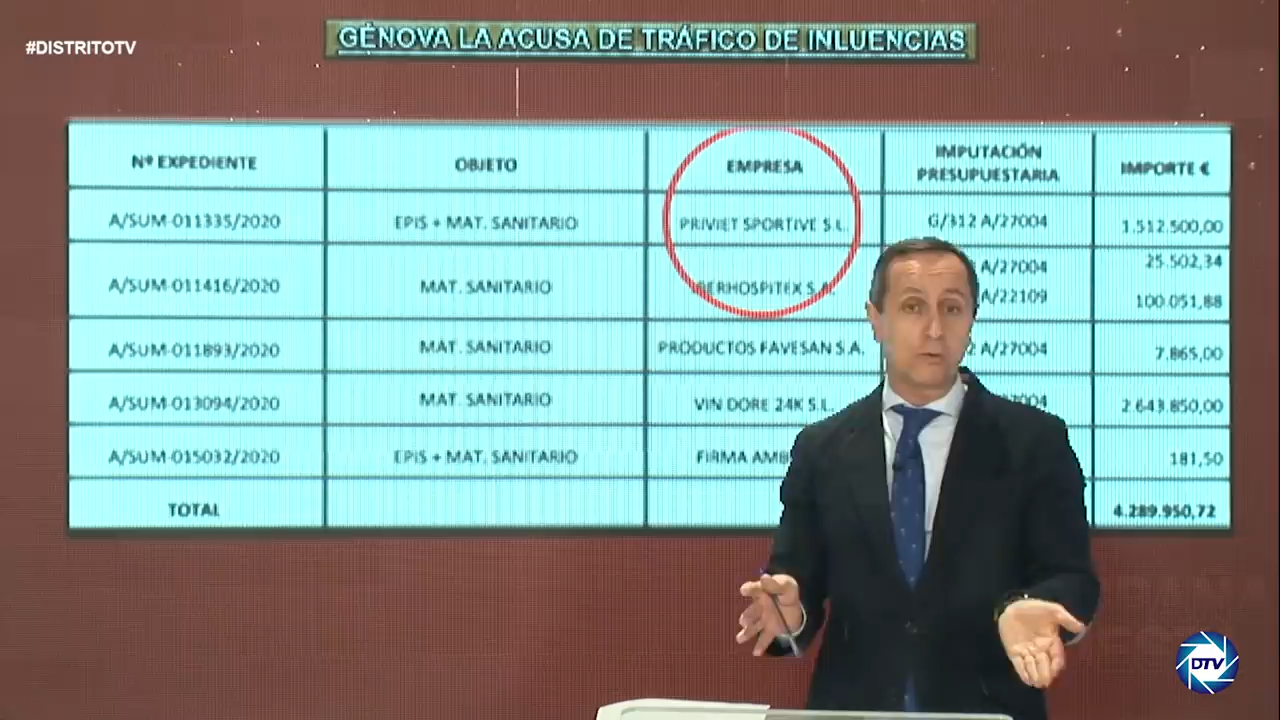 #DISTRITOTV
GÉNOVA LA ACUSA DE TRÁFICO DE INLUENCIAS
Nº EXPEDIENTE OBJETO EMPRESA IMPUTACIÓN PRESUPUESTARIA IMPORTE €
A/SUM-011335/2020 EPIS + MAT. SANITARIO PRIVIET SPORTIVE S.L. G/312 A/27004 1.512.500,00
A/SUM-011416/2020 MAT. SANITARIO BERHOSPITEX S.A. A/27004 25.502,34
A/22109 100.051,88
A/SUM-011893/2020 MAT. SANITARIO PRODUCTOS FAVESAN S.A. A/27004 7.865,00
A/SUM-013094/2020 MAT. SANITARIO VIN DORE 24K S.L. 2.643.850,00
A/SUM-015032/2020 EPIS + MAT. SANITARIO FIRMA 181,50
TOTAL 4.289.950,72
DTV